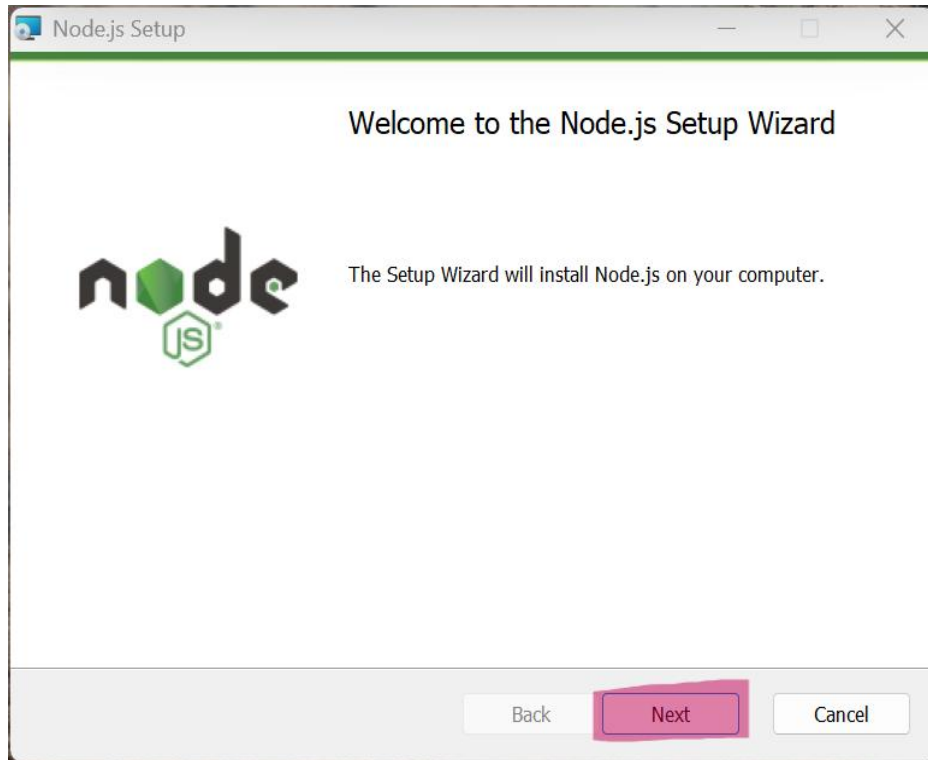 Node.js Setup
Welcome to the Node.js Setup Wizard
node
JS
The Setup Wizard will install Node.js on your computer.
Back Next Cancel